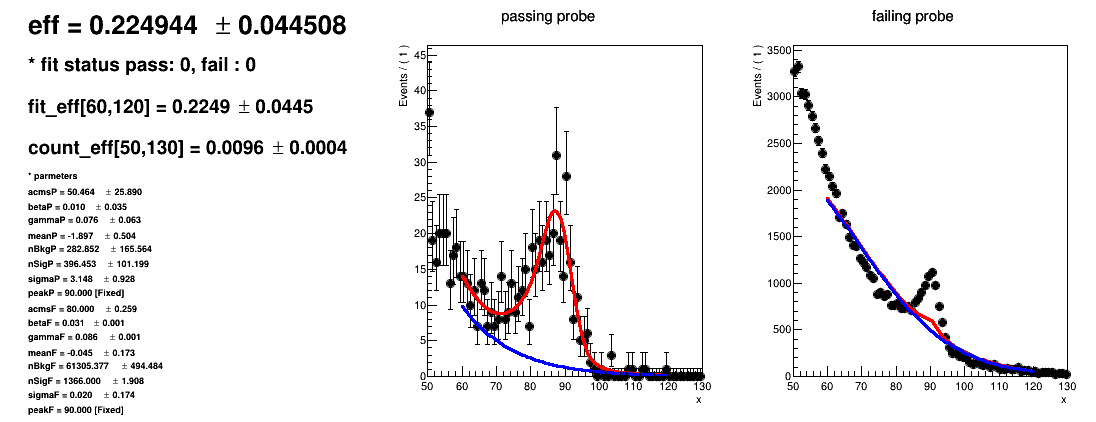 eff = 0.224944 ± 0.044508
* fit status pass: 0, fail : 0
fit_eff[60,120] = 0.2249 ± 0.0445
count_eff[50,130] = 0.0096 ± 0.0004
* parmeters
acmsP = 50.464 ± 25.890
betaP = 0.010 ± 0.035
gammaP = 0.076 ± 0.063
meanP = -1.897 ± 0.504
nBkgP = 282.852 ± 165.564
nSigP = 396.453 ± 101.199
sigmaP = 3.148 ± 0.928
peakP = 90.000 [Fixed]
acmsF = 80.000 ± 0.259
betaF = 0.031 ± 0.001
gammaF = 0.086 ± 0.001
meanF = -0.045 ± 0.173
nBkgF = 61305.377 ± 494.484
nSigF = 1366.000 ± 1.908
sigmaF = 0.020 ± 0.174
peakF = 90.000 [Fixed]
passing probe
Events / ( 1 )
45
40
35
30
25
20
15
10
5
0
50 60 70 80 90 100 110 120 130
x
failing probe
Events / ( 1 )
3500
3000
2500
2000
1500
1000
500
0
50 60 70 80 90 100 110 120 130
x